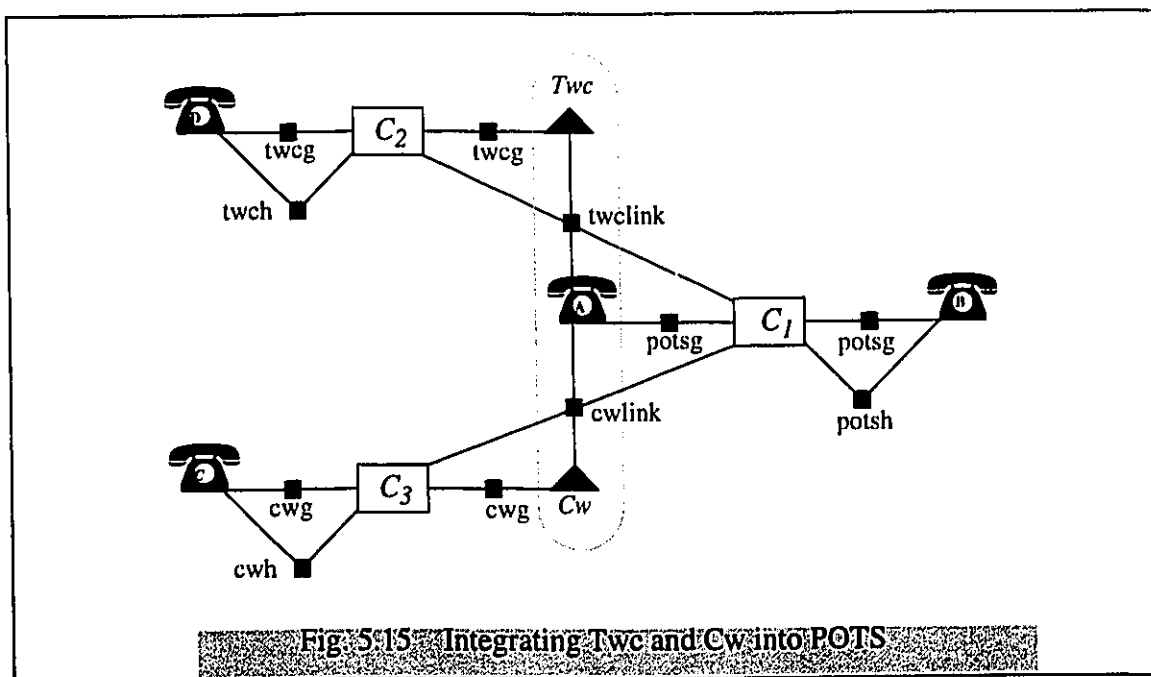 Twc
D
C2
twcg
twcg
twch
twclink
A
B
C1
potsg
potsg
cwlink
potsh
C
C3
cwg
cwg
Cw
cwh
Fig. 5.15 Integrating Twc and Cw into POTS